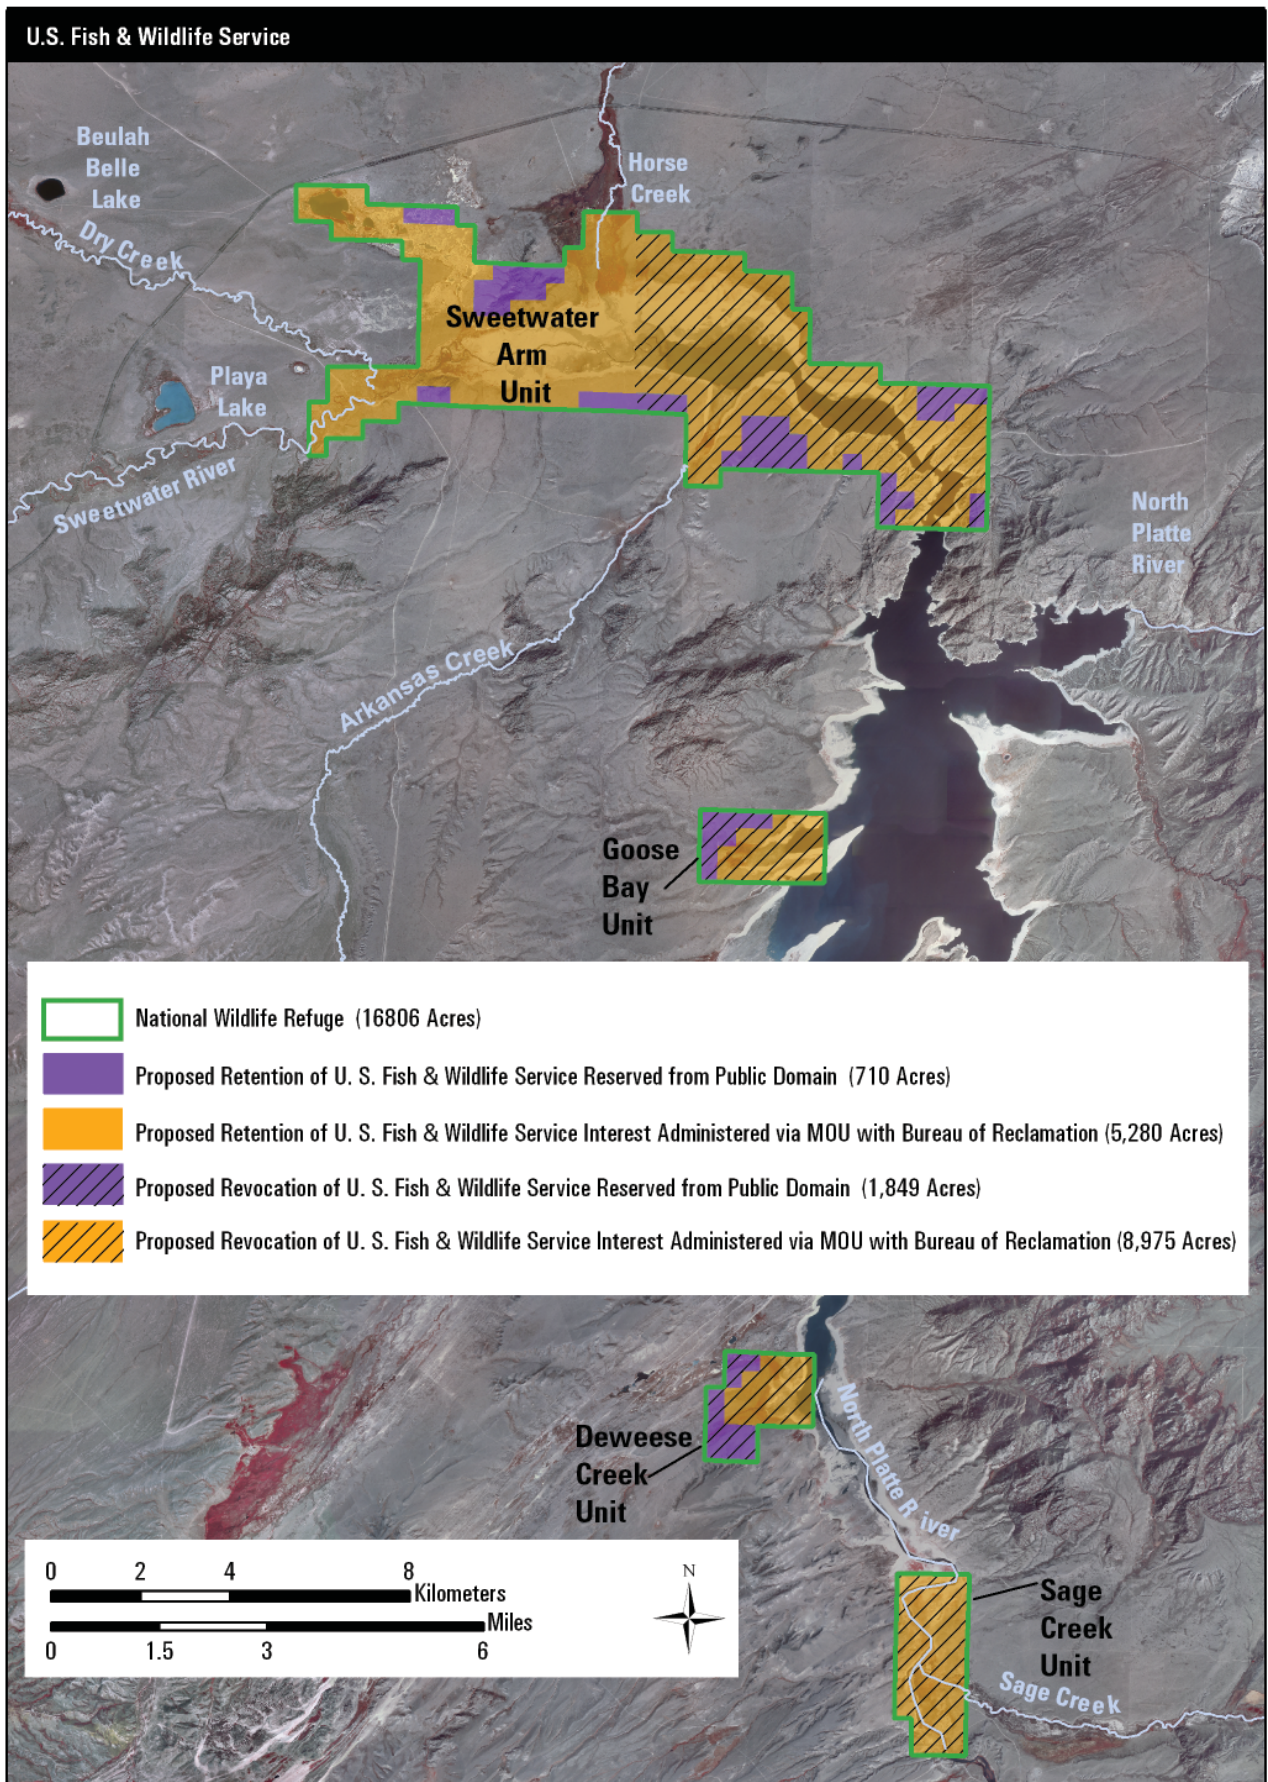 U.S. Fish & Wildlife Service
Beulah
Belle
Lake
Horse
Creek
Dry Creek
Sweetwater
Arm
Unit
Playa
Lake
Sweetwater River
North
Platte
River
Arkansas Creek
Goose
Bay
Unit
National Wildlife Refuge (16806 Acres)
Proposed Retention of U. S. Fish & Wildlife Service Reserved from Public Domain (710 Acres)
Proposed Retention of U. S. Fish & Wildlife Service Interest Administered via MOU with Bureau of Reclamation (5,280 Acres)
Proposed Revocation of U. S. Fish & Wildlife Service Reserved from Public Domain (1,849 Acres)
Proposed Revocation of U. S. Fish & Wildlife Service Interest Administered via MOU with Bureau of Reclamation (8,975 Acres)
North Platte River
Deweese
Creek
Unit
0 2 4 8
Kilometers
Miles
0 1.5 3 6
N
Sage
Creek
Unit
Sage Creek